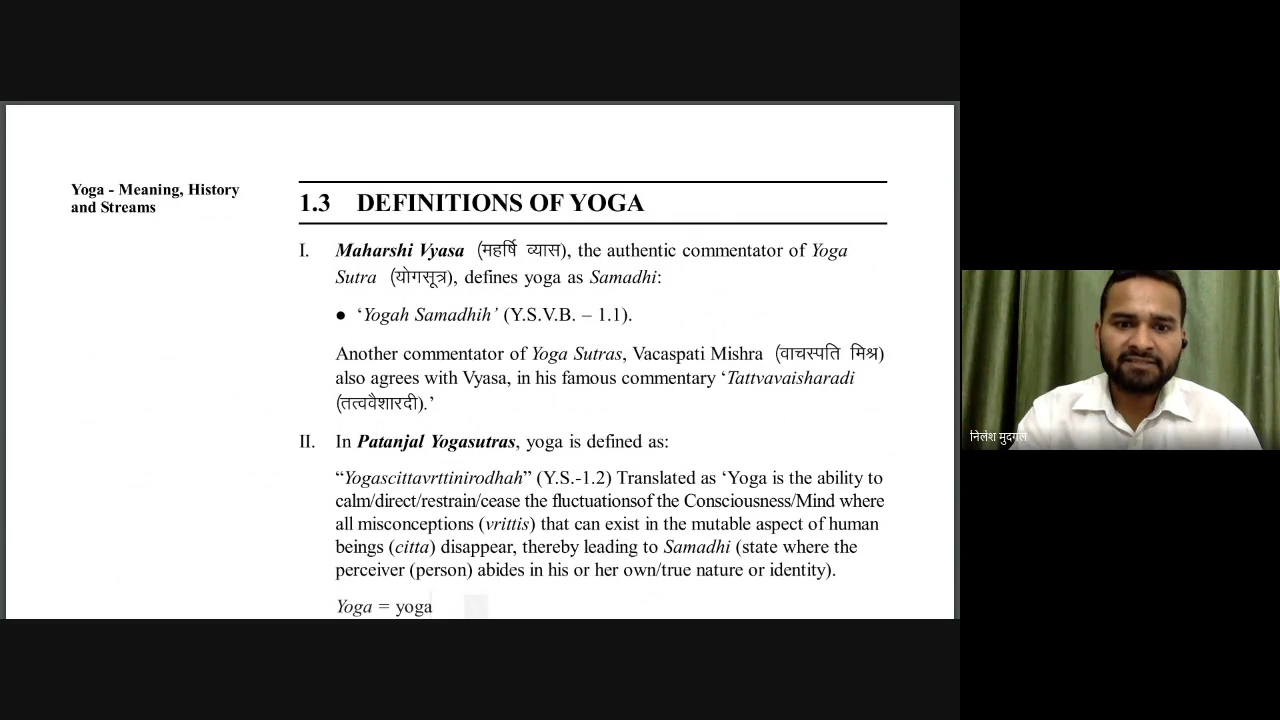 Yoga - Meaning, History
and Streams
1.3 DEFINITIONS OF YOGA
I. Maharshi Vyasa (महर्षि व्यास), the authentic commentator of Yoga
Sutra (योगसूत्र), defines yoga as Samadhi:
● ‘Yogah Samadhih’ (Y.S.V.B. – 1.1).
Another commentator of Yoga Sutras, Vacaspati Mishra (वाचस्पति मिश्र)
also agrees with Vyasa, in his famous commentary ‘Tattvavaisharadi
(तत्ववैशारदी).’
II. In Patanjal Yogasutras, yoga is defined as:
“Yogascittavrttinirodhah” (Y.S.-1.2) Translated as ‘Yoga is the ability to
calm/direct/restrain/cease the fluctuationsof the Consciousness/Mind where
all misconceptions (vrittis) that can exist in the mutable aspect of human
beings (citta) disappear, thereby leading to Samadhi (state where the
perceiver (person) abides in his or her own/true nature or identity).
Yoga = yoga
निलेश मुदगल